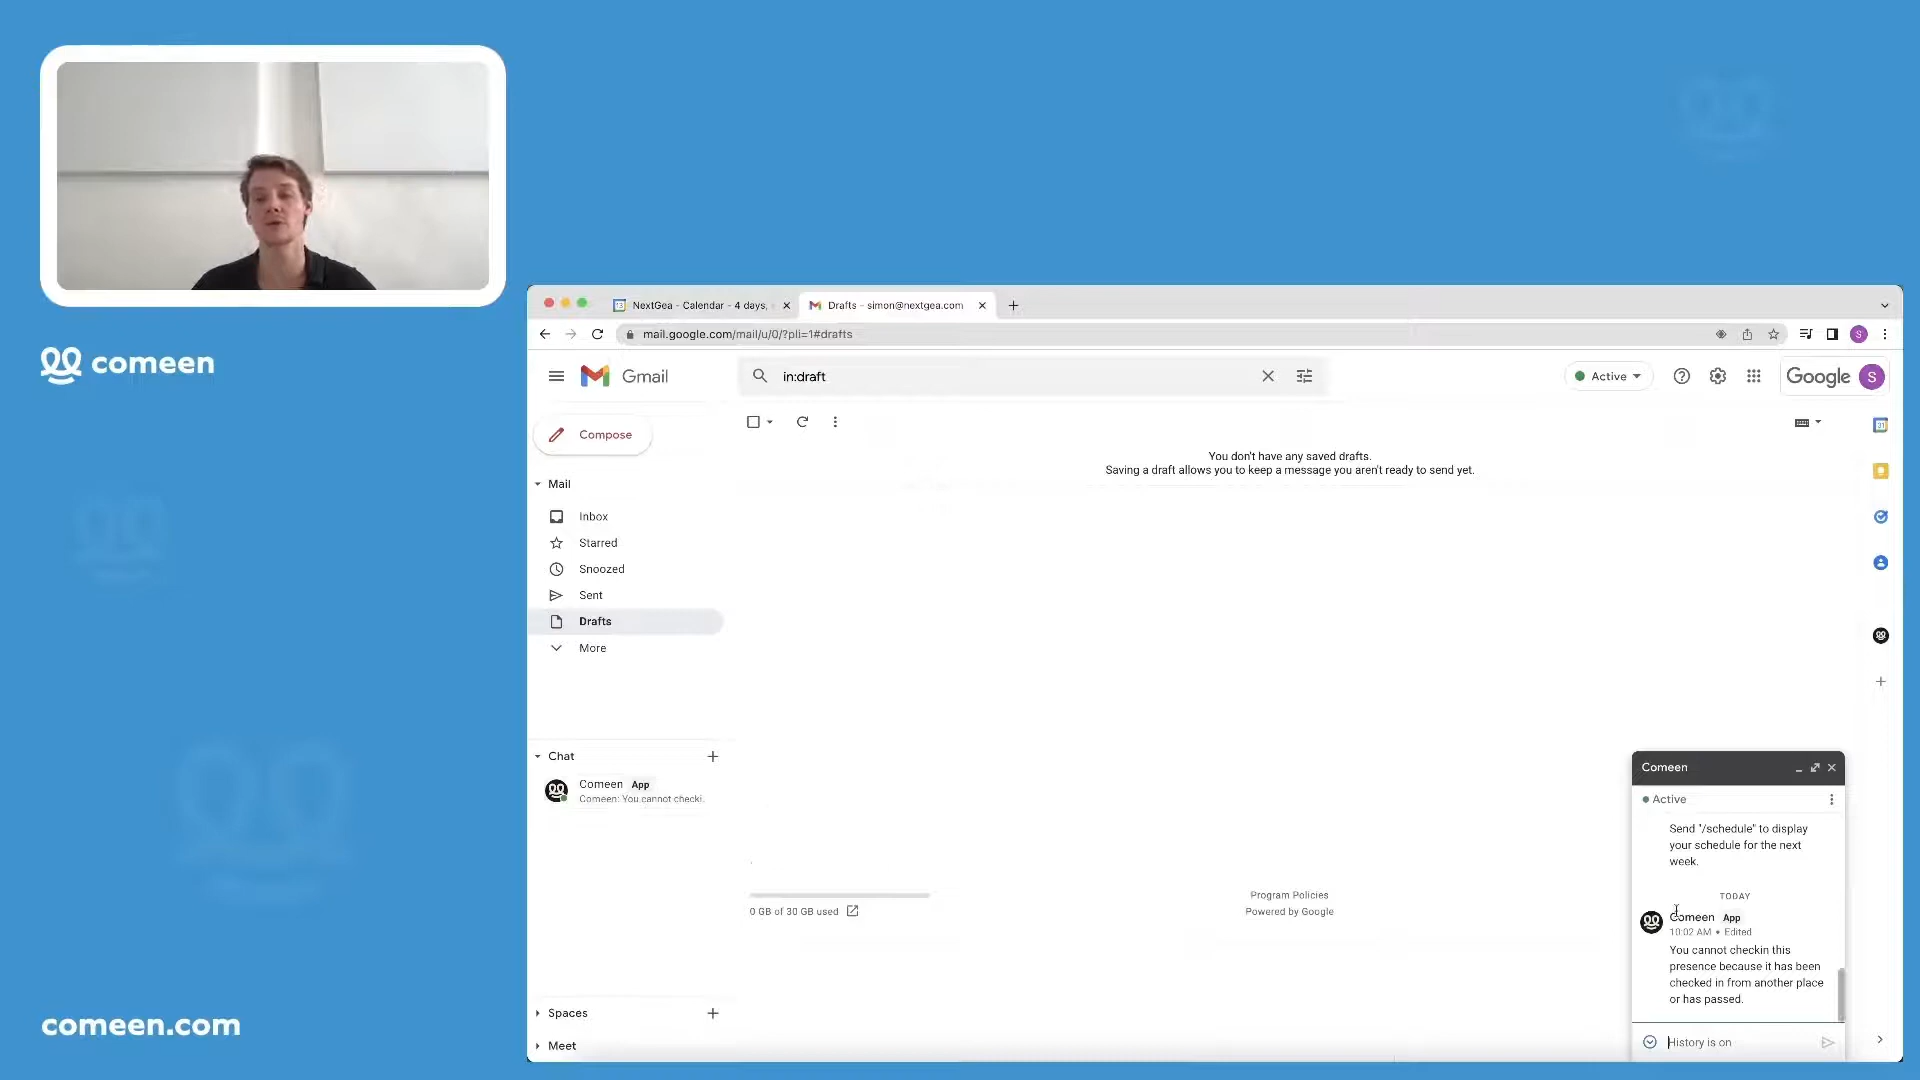 comeen
comeen.com
NextGea - Calendar - 4 days,
Drafts - simon@nextgea.com
mail.google.com/mail/u/0/?pli=1#drafts
Gmail
in:draft
Active
Google
S
Compose
You don't have any saved drafts.
Saving a draft allows you to keep a message you aren't ready to send yet.
Mail
Inbox
Starred
Snoozed
Sent
Drafts
More
Chat
Comeen App
Comeen: You cannot checki.
0 GB of 30 GB used
Program Policies
Powered by Google
Spaces
Meet
Comeen
Active
Send "/schedule" to display
your schedule for the next
week.
TODAY
Comeen App
10:02 AM • Edited
You cannot checkin this
presence because it has been
checked in from another place
or has passed.
History is on